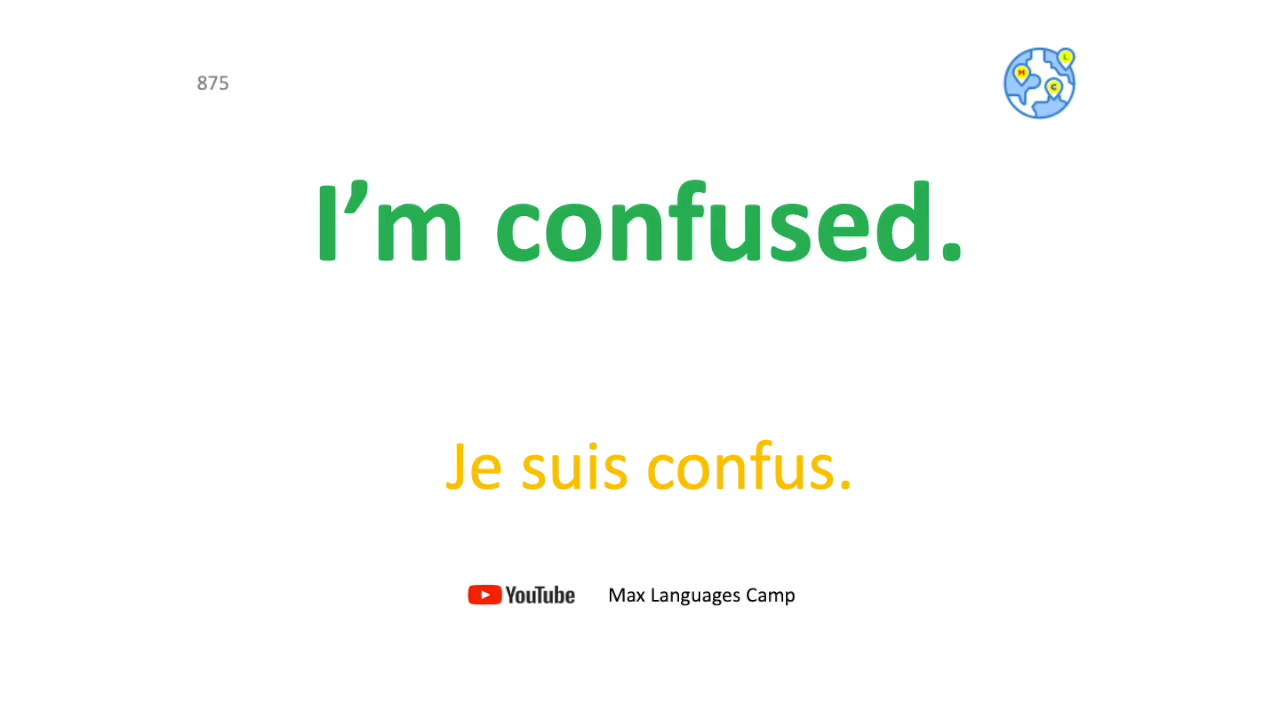 875
M
L
C
I’m confused.
Je suis confus.
YouTube Max Languages Camp